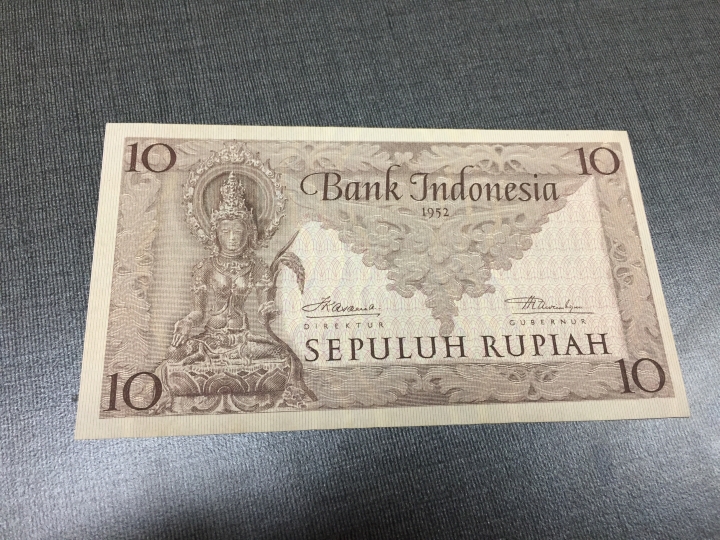 10 10
Bank Indonesia
1952
DIREKTUR GUBERNUR
SEPULUH RUPIAH
10 10